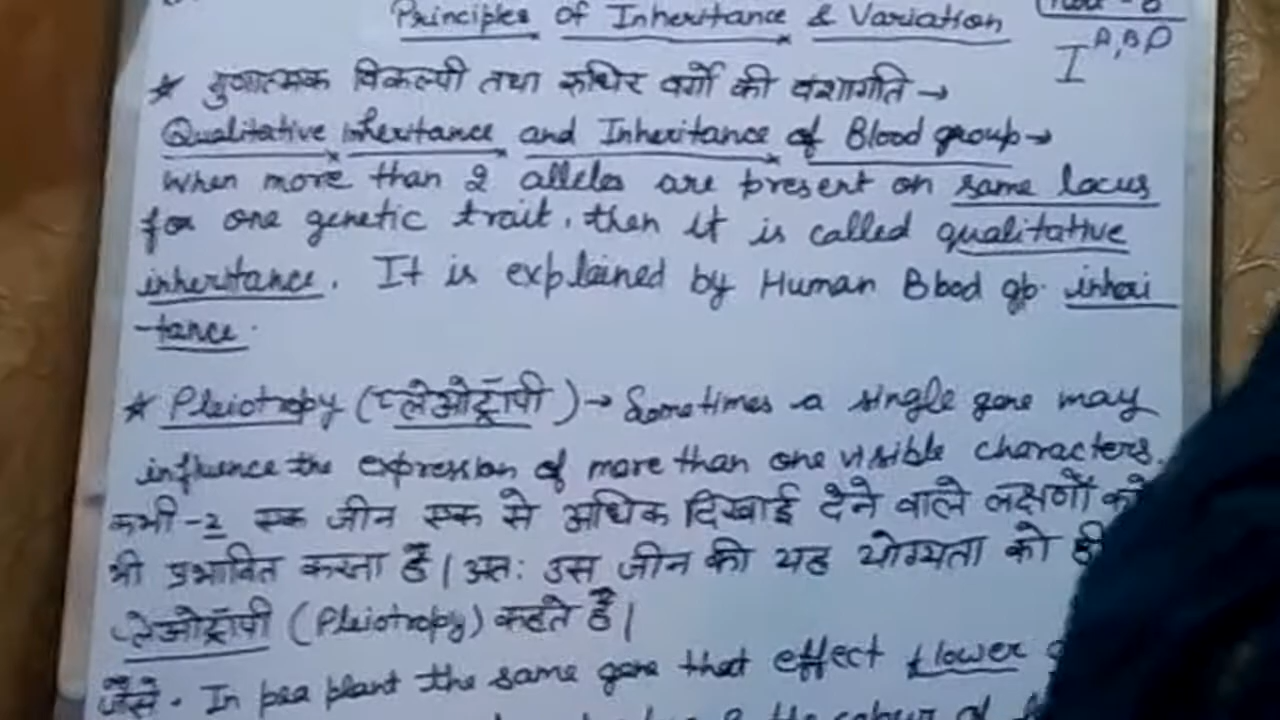 Principles of Inheritance & Variation
I A,B,O
★ गुणात्मक विकल्पी तथा रुधिर वर्गों की वंशागति →
Qualitative inheritance and Inheritance of Blood group →
When more than 2 alleles are present on same locus
for one genetic trait, then it is called qualitative
inheritance. It is explained by Human Blood gp. inheri
-tance.
★ Pleiotropy (प्लेओट्रॉपी) → Sometimes a single gene may
influence the expression of more than one visible characters.
कभी-2 एक जीन एक से अधिक दिखाई देने वाले लक्षणों को
भी प्रभावित करता है। अतः उस जीन की यह योग्यता को ही
प्लेओट्रॉपी (Pleiotropy) कहते हैं।
जैसे. In pea plant the same gene that effect flower
the colour of